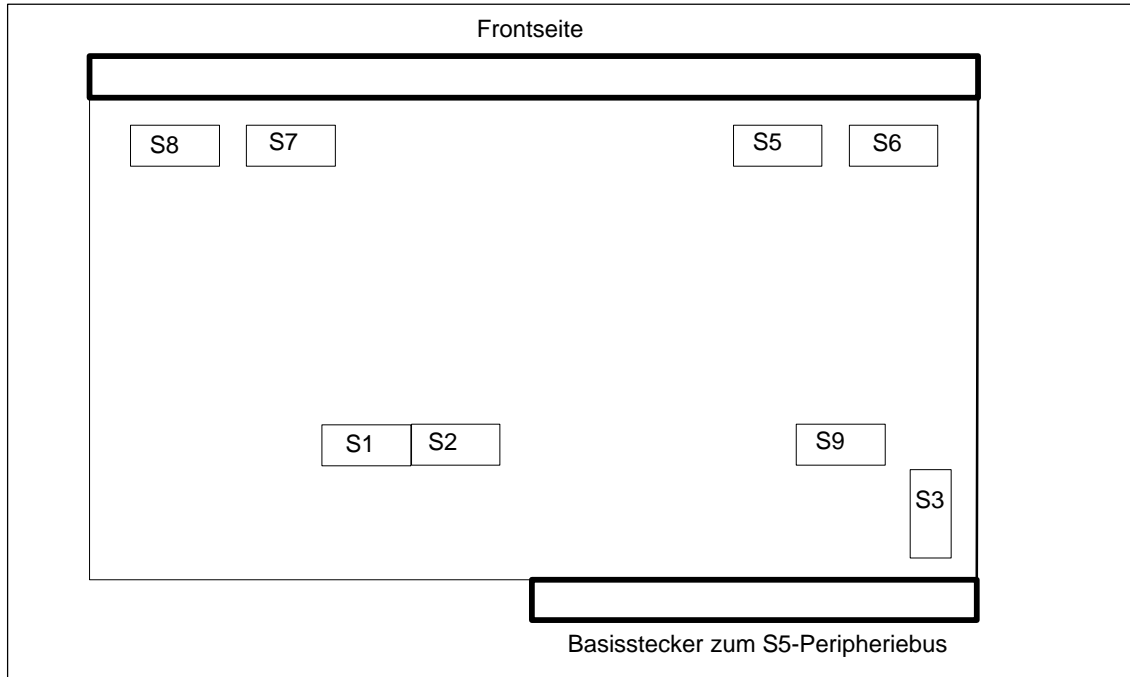 Frontseite
S8 S7 S5 S6
S1 S2 S9
S3
Basisstecker zum S5-Peripheriebus